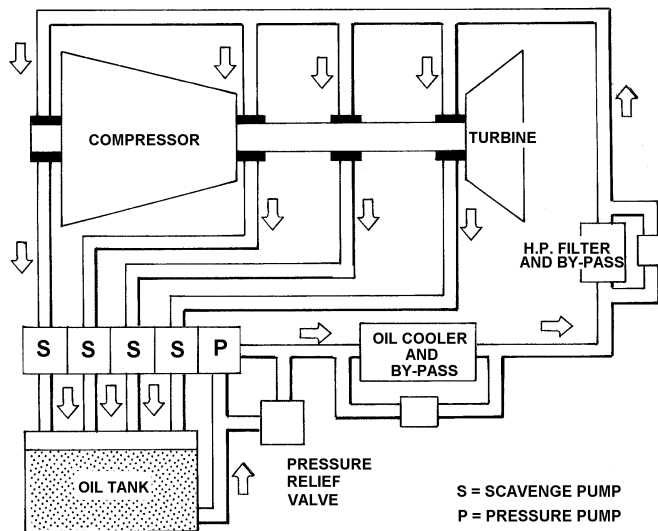 COMPRESSOR
TURBINE
H.P. FILTER
AND BY-PASS
S S S S P
OIL COOLER
AND
BY-PASS
OIL TANK
PRESSURE
RELIEF
VALVE
S = SCAVENGE PUMP
P = PRESSURE PUMP